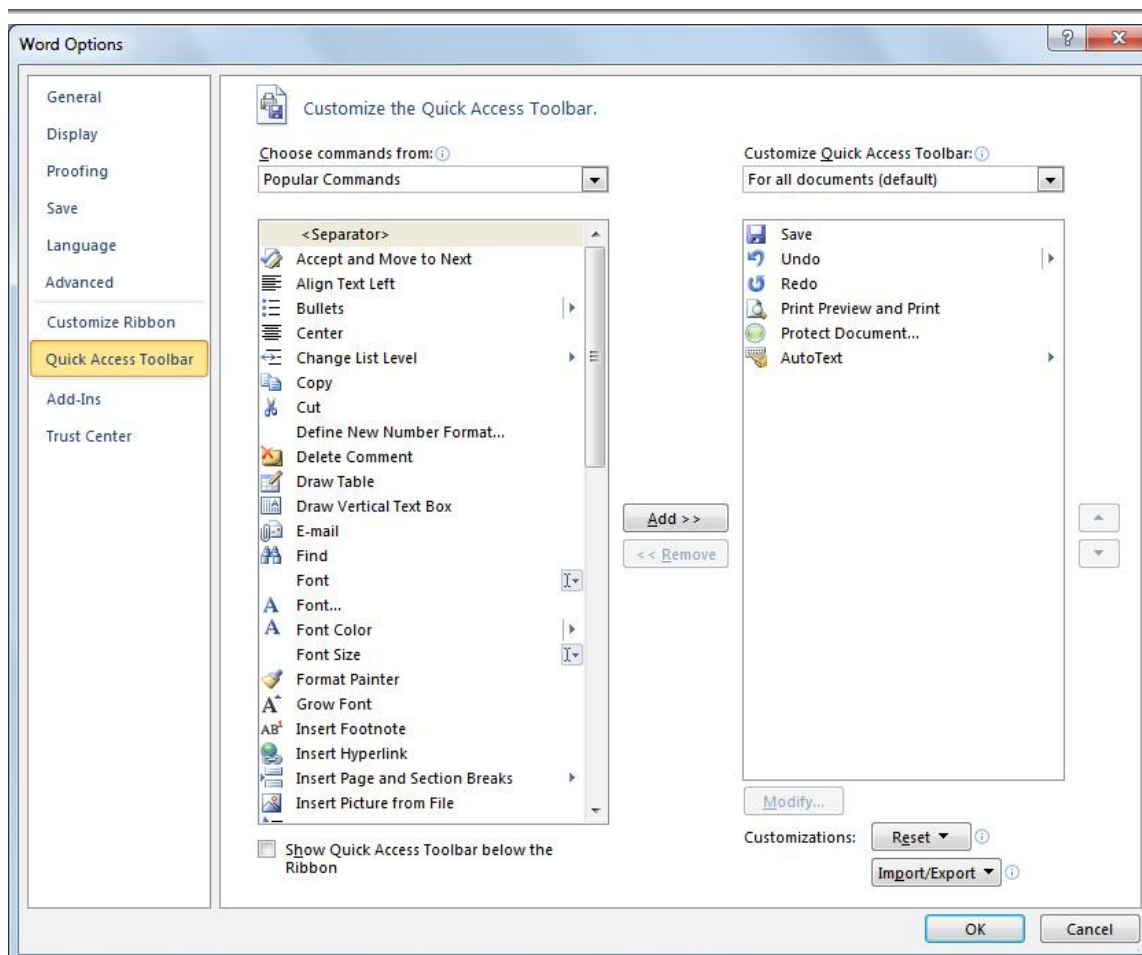 Word Options
General
Display
Proofing
Save
Language
Advanced
Customize Ribbon
Quick Access Toolbar
Add-Ins
Trust Center
Customize the Quick Access Toolbar.
Choose commands from:
Popular Commands
<Separator>
Accept and Move to Next
Align Text Left
Bullets
Center
Change List Level
Copy
Cut
Define New Number Format...
Delete Comment
Draw Table
Draw Vertical Text Box
E-mail
Find
Font
Font...
Font Color
Font Size
Format Painter
Grow Font
Insert Footnote
Insert Hyperlink
Insert Page and Section Breaks
Insert Picture from File
Show Quick Access Toolbar below the
Ribbon
Add >>
<< Remove
Customize Quick Access Toolbar:
For all documents (default)
Save
Undo
Redo
Print Preview and Print
Protect Document...
AutoText
Modify...
Customizations:
Reset
Import/Export
OK
Cancel